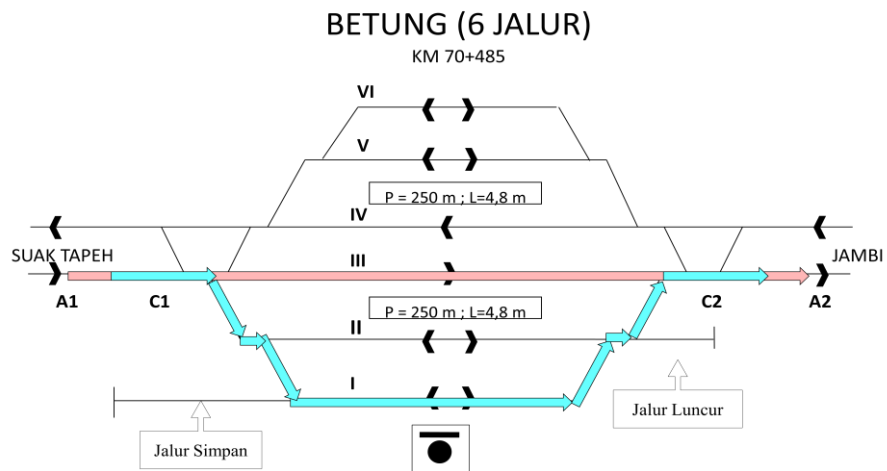 BETUNG (6 JALUR)
KM 70+485
VI
V
P = 250 m ; L=4,8 m
IV
SUAK TAPEH
III
JAMBI
A1
C1
C2
A2
P = 250 m ; L=4,8 m
II
I
Jalur Luncur
Jalur Simpan